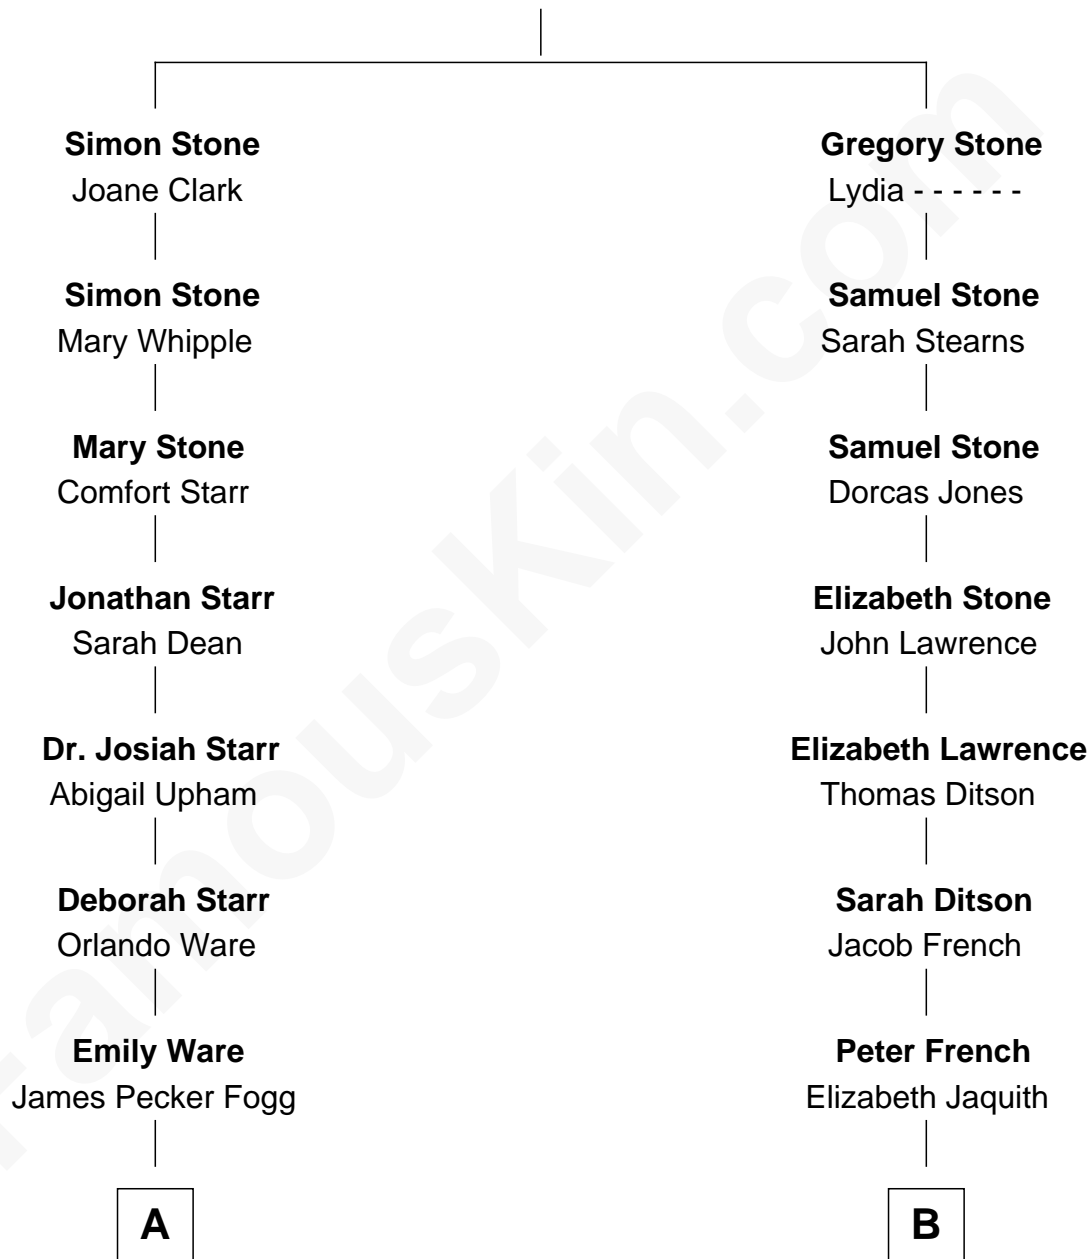 Simon Stone
Joane Clark
Gregory Stone
Lydia - - - - - -
Simon Stone
Mary Whipple
Samuel Stone
Sarah Stearns
Mary Stone
Comfort Starr
Samuel Stone
Dorcas Jones
Jonathan Starr
Sarah Dean
Elizabeth Stone
John Lawrence
Dr. Josiah Starr
Abigail Upham
Elizabeth Lawrence
Thomas Ditson
Deborah Starr
Orlando Ware
Sarah Ditson
Jacob French
Emily Ware
James Pecker Fogg
Peter French
Elizabeth Jaquith
A
B
FamousKin.com